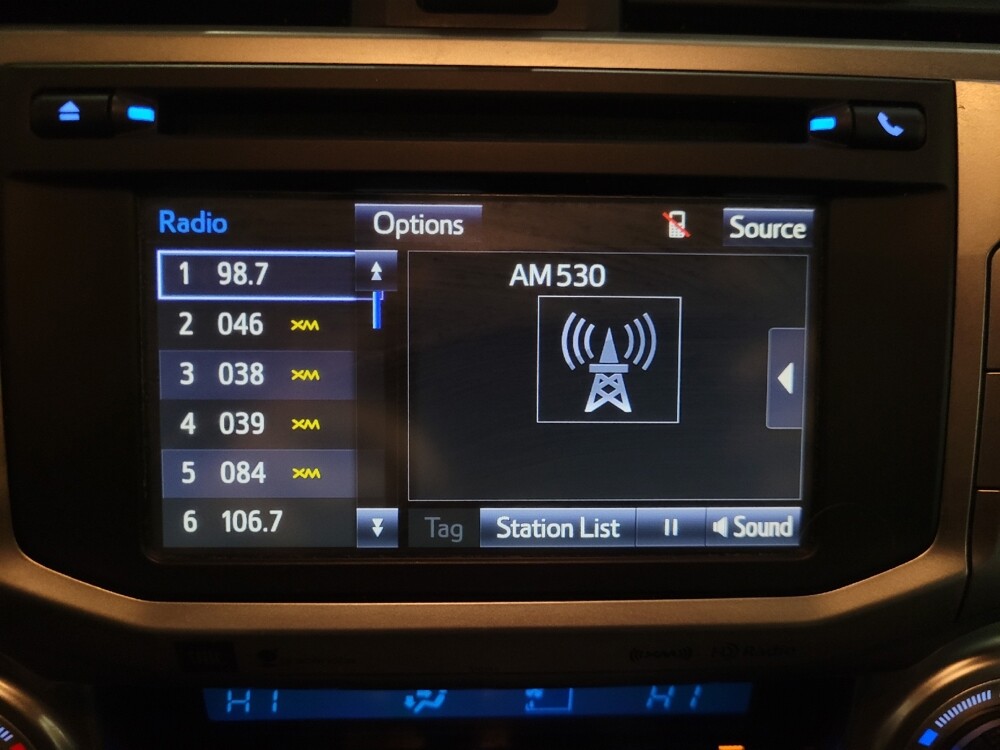 Radio
Options
Source
1 98.7
2 046 XM
3 038 XM
4 039 XM
5 084 XM
6 106.7
AM 530
Tag
Station List
Sound
HI
HI